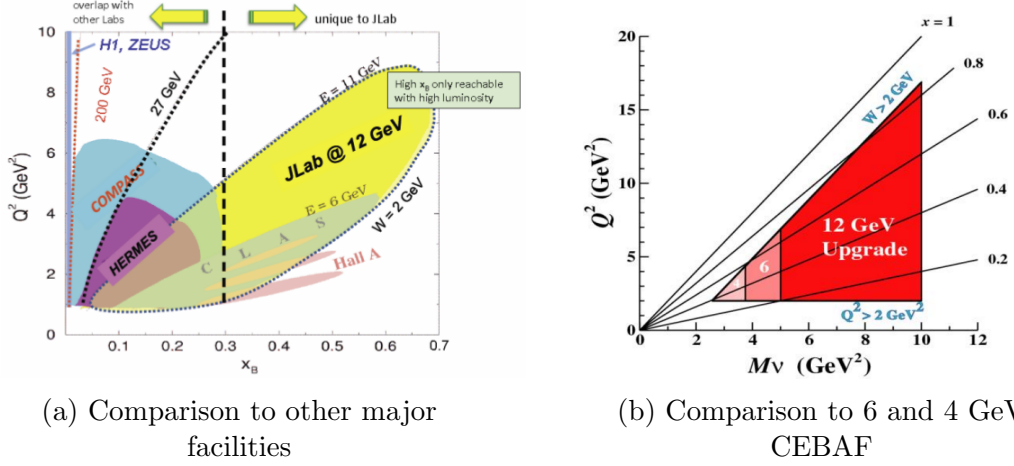 overlap with
other Labs
unique to JLab
10
8
6
4
2
0
Q² (GeV²)
H1, ZEUS
200 GeV
27 GeV
E = 11 GeV
High x_B only reachable
with high luminosity
JLab @ 12 GeV
COMPASS
HERMES
E = 6 GeV
W = 2 GeV
C L A S
Hall A
0.1 0.2 0.3 0.4 0.5 0.6 0.7
x_B
(a) Comparison to other major
facilities
20
15
10
5
0
Q² (GeV²)
x = 1
0.8
0.6
0.4
0.2
W > 2 GeV
12 GeV
Upgrade
6
4
Q² > 2 GeV²
0 2 4 6 8 10 12
Mν (GeV²)
(b) Comparison to 6 and 4 GeV
CEBAF